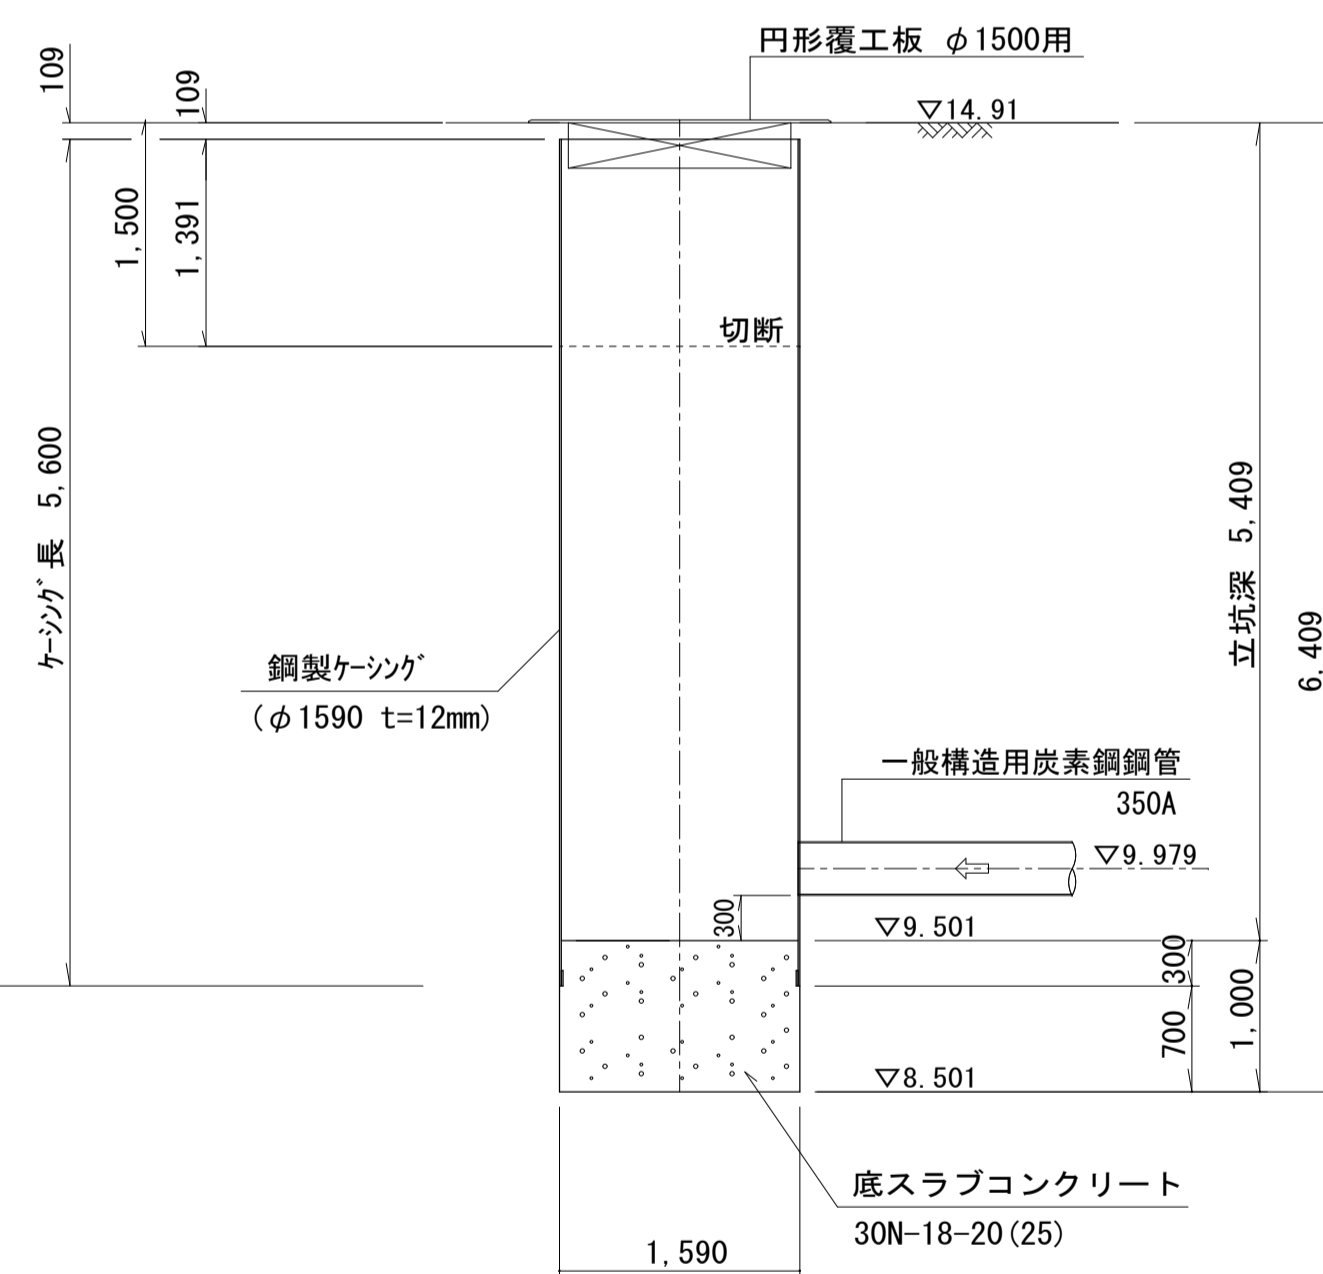 円形覆工板 φ1500用
109
109
▽14.91
1,500
1,391
切断
ケーシング長 5,600
立坑深 5,409
6,409
鋼製ケーシング
(φ1590 t=12mm)
一般構造用炭素鋼鋼管
350A
▽9.979
300
▽9.501
300
1,000
700
▽8.501
底スラブコンクリート
30N-18-20(25)
1,590